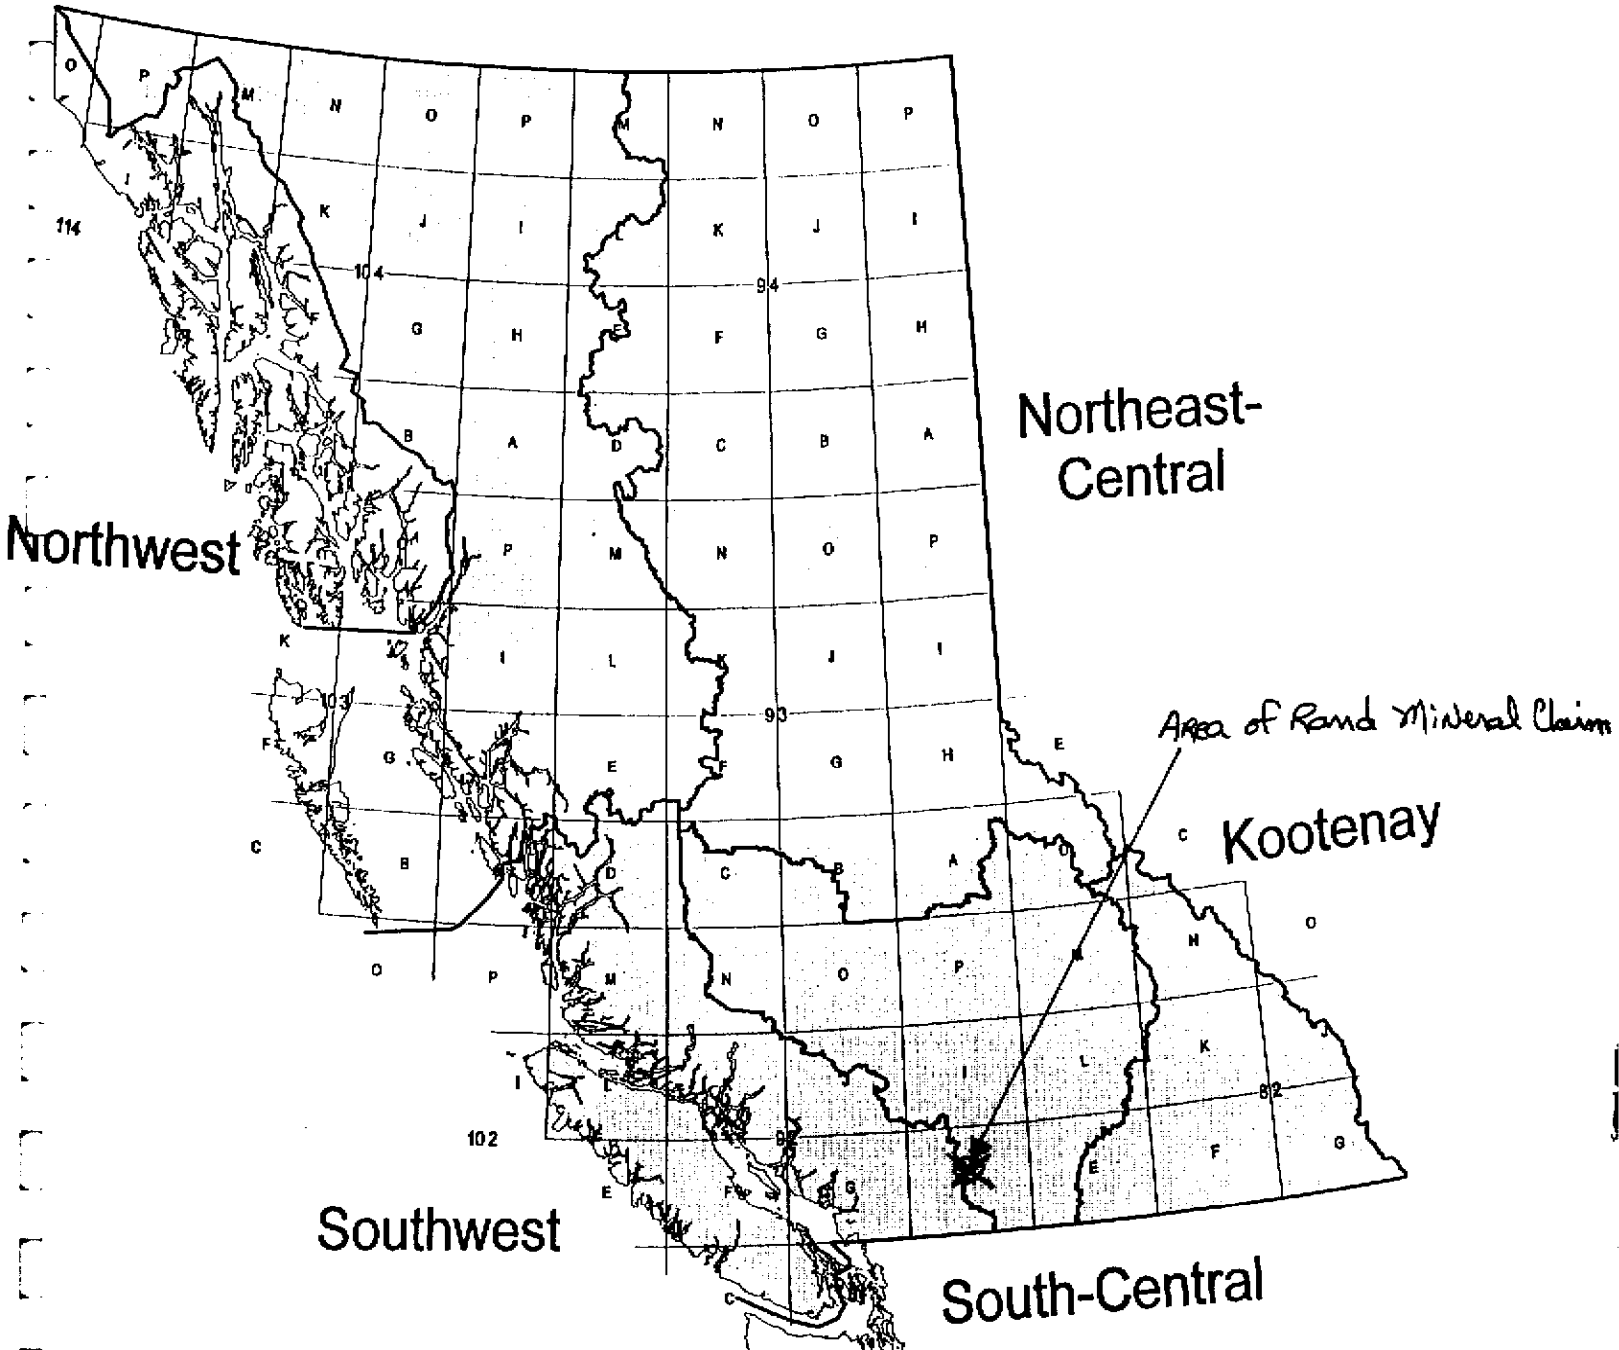 O P M N O P M N O P
I K J I L K J I
114
104
94
G H E F G H
B A D C B A
Northeast-
Central
Northwest
P M N O P
K I L K J I
103
93
Area of Rand Mineral Claim
F G E F G H E
Kootenay
C B D C B A D C
O P M N O P M N O
I L I L K
82
102
92
E F G E F G
Southwest
C
South-Central